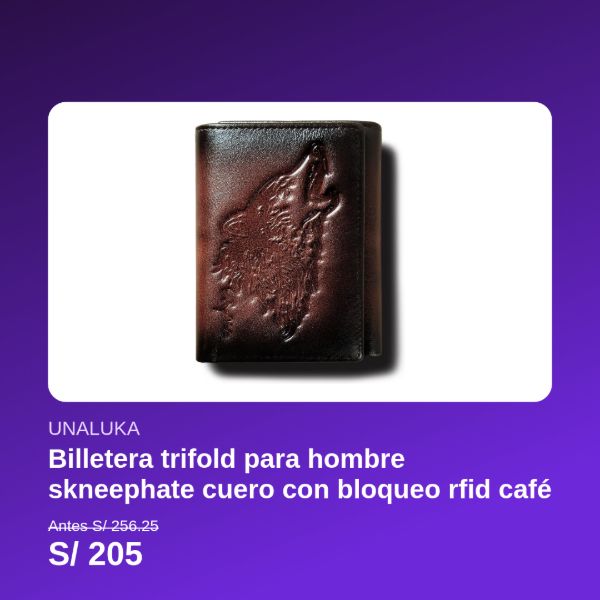 UNALUKA
Billetera trifold para hombre
skneephate cuero con bloqueo rfid café
Antes S/ 256.25
S/ 205